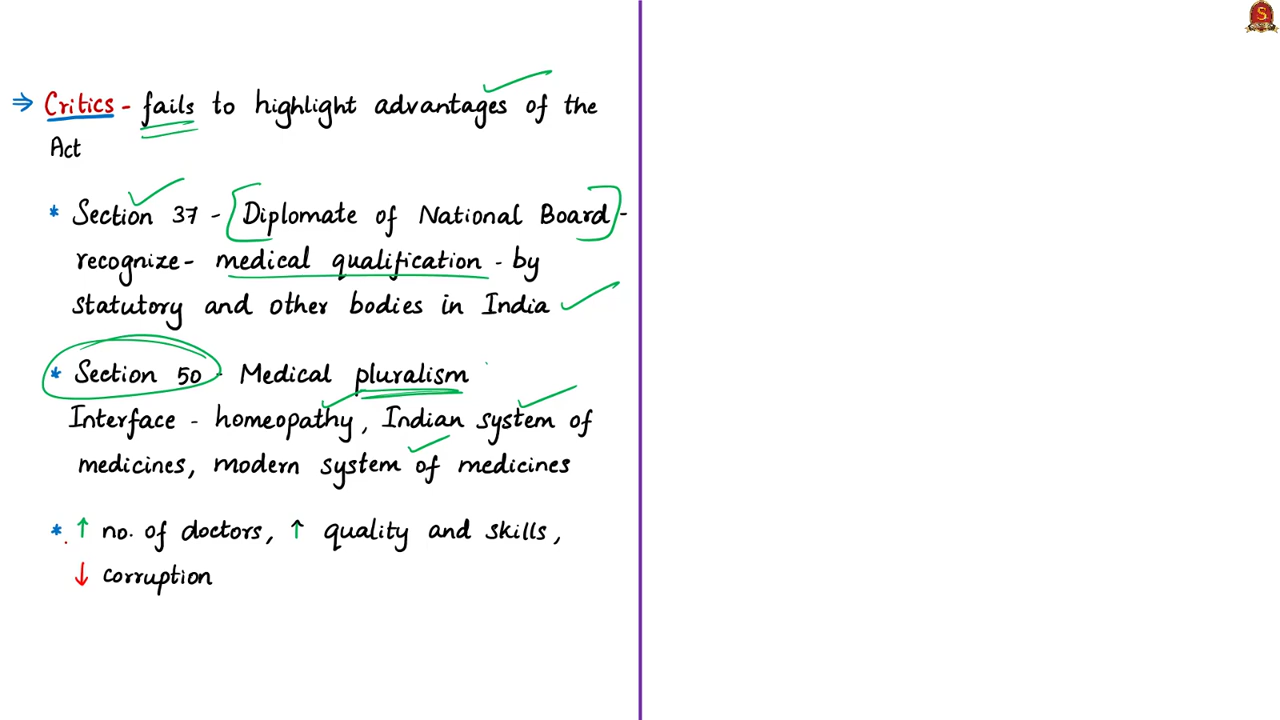 ⇒ Critics - fails to highlight advantages of the
Act
* Section 37 - [Diplomate of National Board] -
recognize - medical qualification - by
statutory and other bodies in India
* Section 50 - Medical pluralism
Interface - homeopathy, Indian system of
medicines, modern system of medicines
* ↑ no. of doctors, ↑ quality and skills,
↓ corruption
S